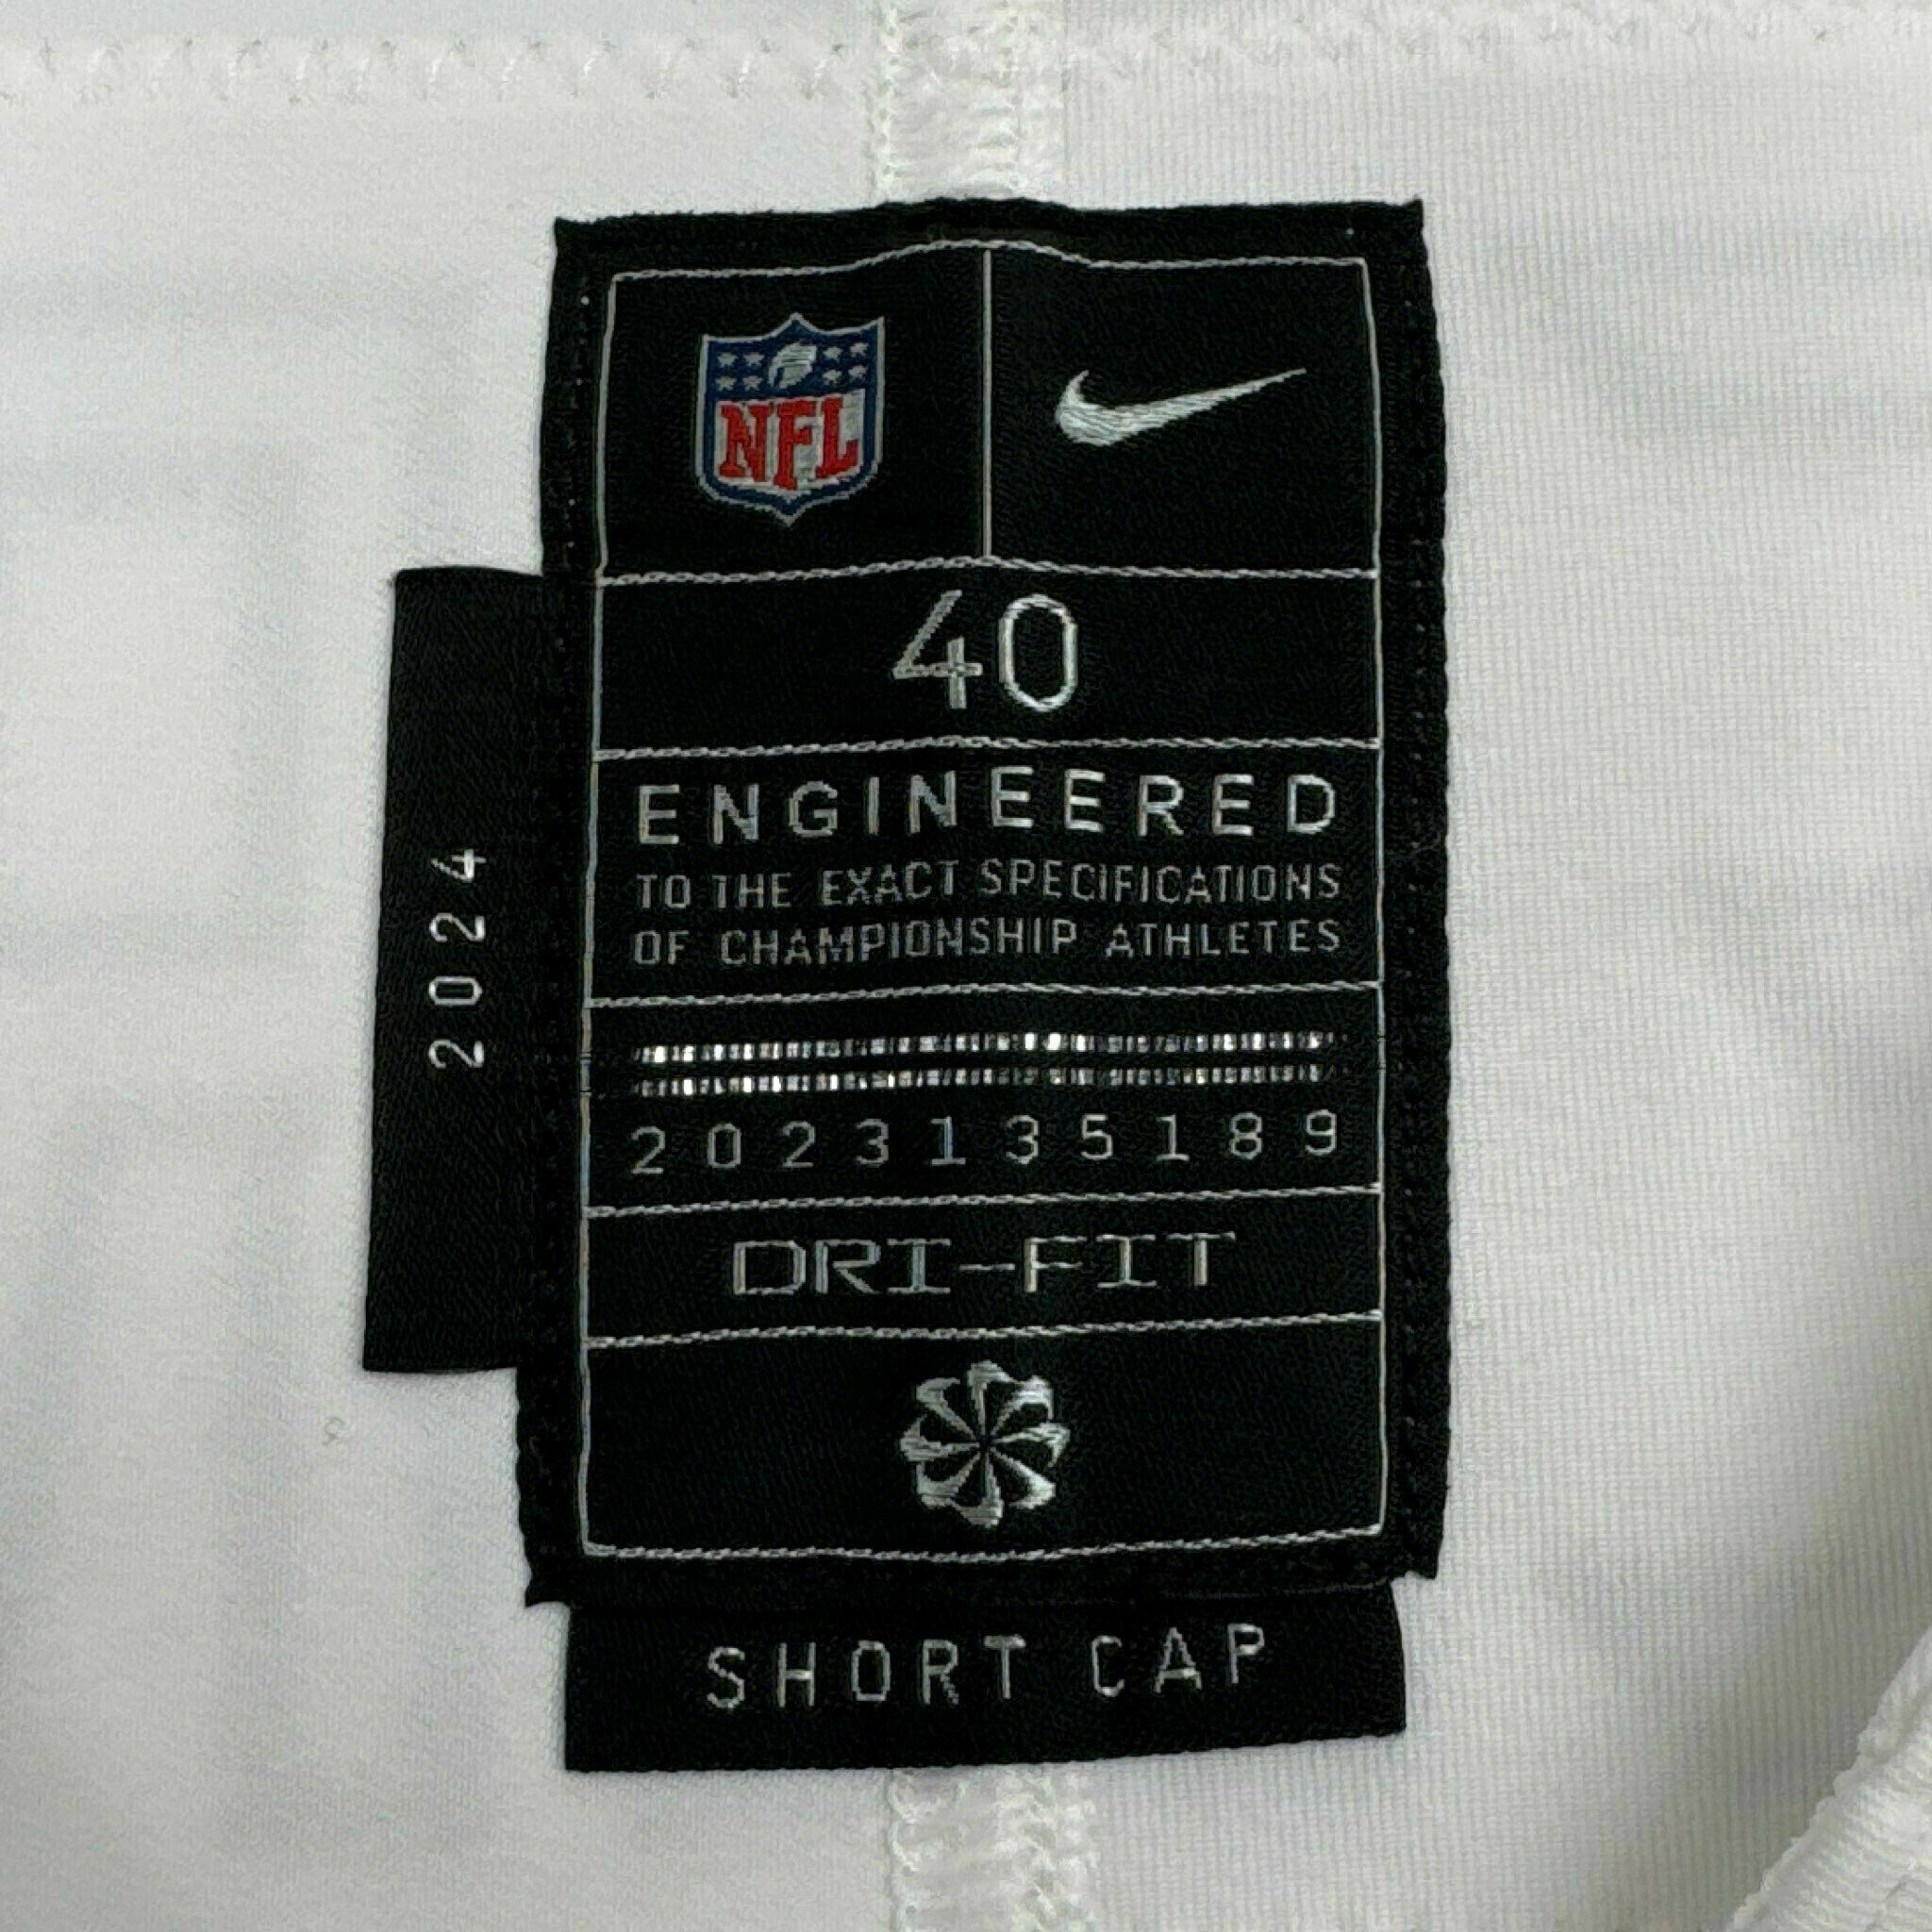 NFL
40
ENGINEERED
TO THE EXACT SPECIFICATIONS
OF CHAMPIONSHIP ATHLETES
2023135189
DRI-FIT
SHORT CAP
2024